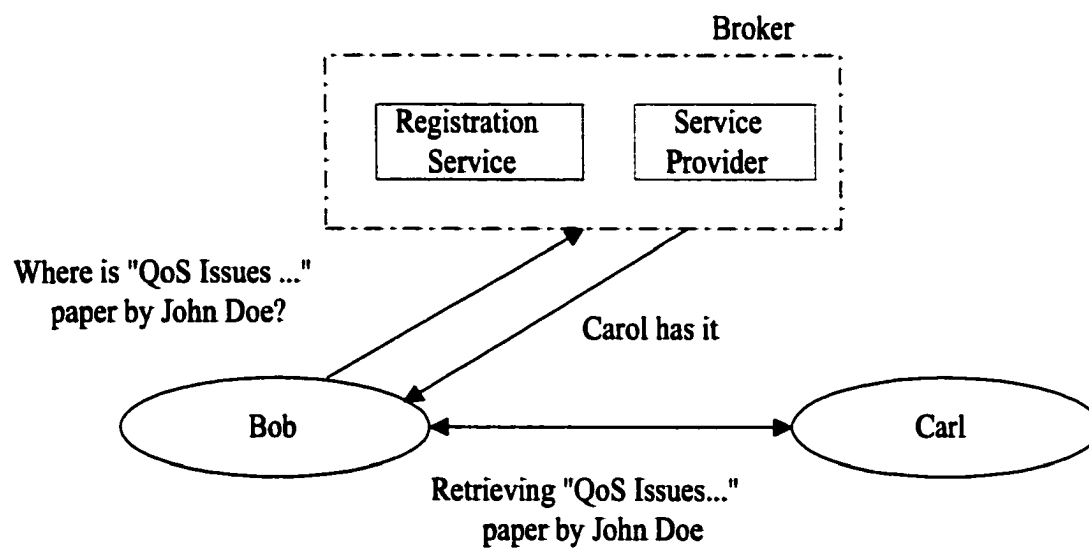 Broker
Registration
Service
Service
Provider
Where is "QoS Issues ..."
paper by John Doe?
Carol has it
Bob
Carl
Retrieving "QoS Issues..."
paper by John Doe